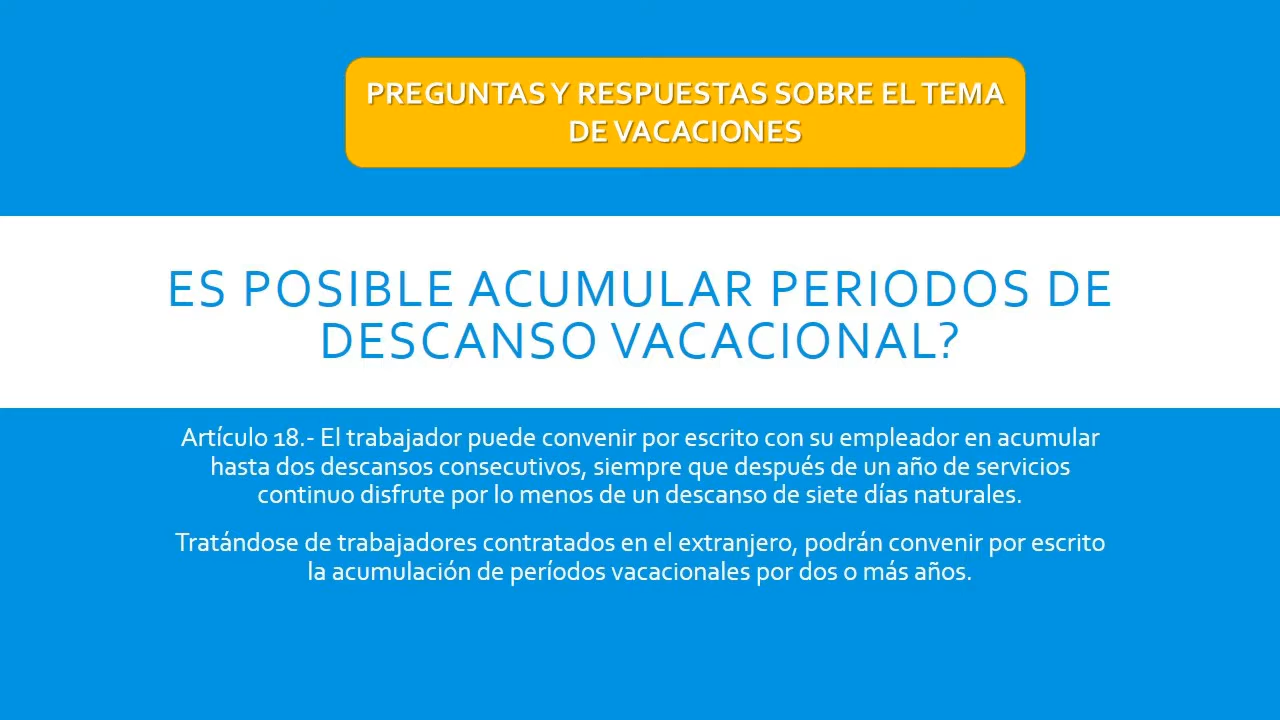 PREGUNTAS Y RESPUESTAS SOBRE EL TEMA
DE VACACIONES
ES POSIBLE ACUMULAR PERIODOS DE
DESCANSO VACACIONAL?
Artículo 18.- El trabajador puede convenir por escrito con su empleador en acumular
hasta dos descansos consecutivos, siempre que después de un año de servicios
continuo disfrute por lo menos de un descanso de siete días naturales.
Tratándose de trabajadores contratados en el extranjero, podrán convenir por escrito
la acumulación de períodos vacacionales por dos o más años.